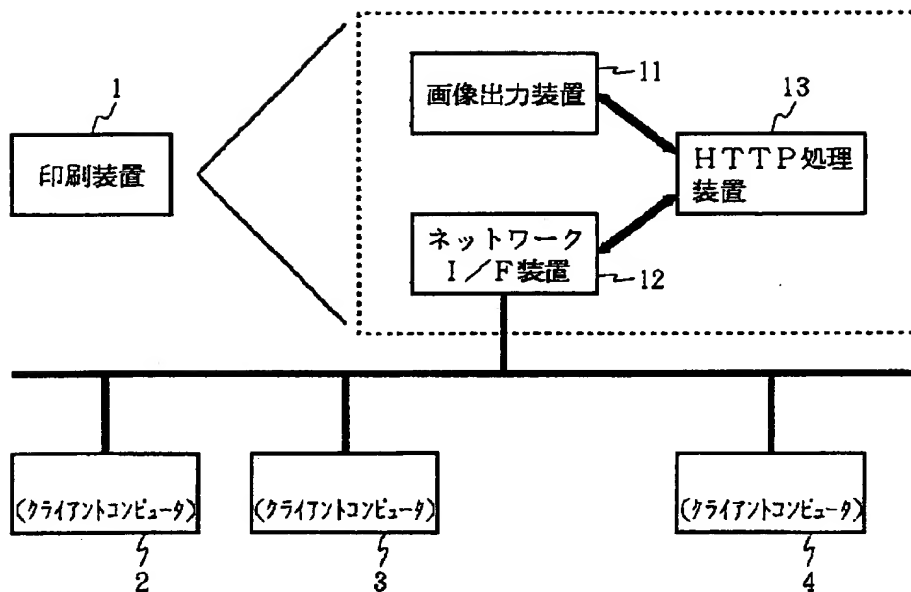 1
印刷装置
画像出力装置
11
13
HTTP処理
装置
ネットワーク
I/F装置
12
(クライアントコンピュータ)
(クライアントコンピュータ)
(クライアントコンピュータ)
2
3
4